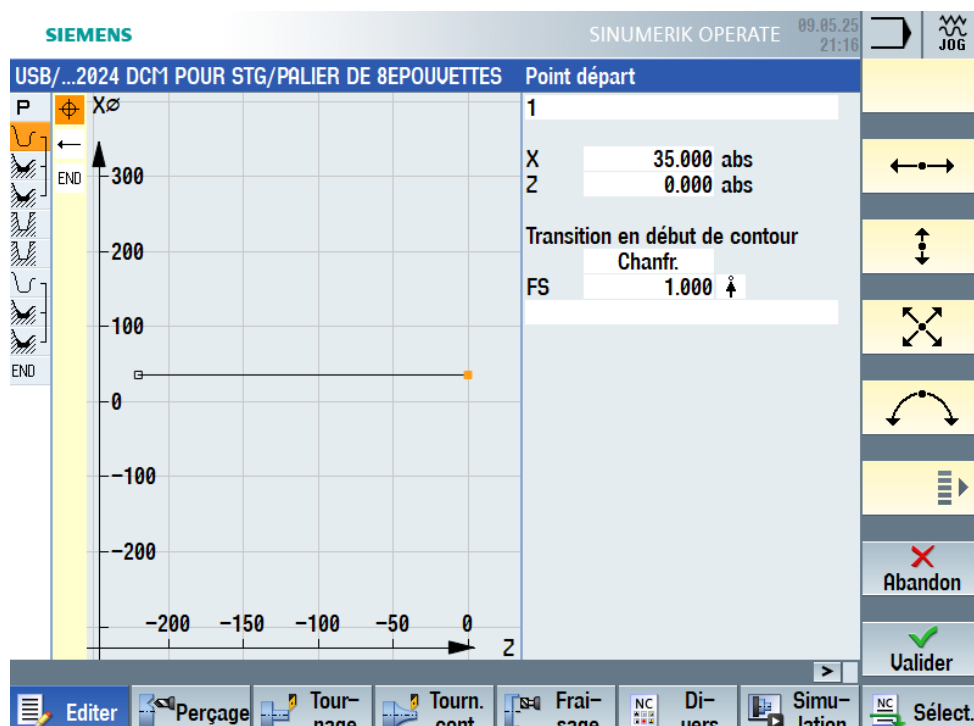 SIEMENS
SINUMERIK OPERATE
09.05.25
21:16
JOG
USB/...2024 DCM POUR STG/PALIER DE 8EPOUVETTES
Point départ
P
X⌀
1
X 35.000 abs
Z 0.000 abs
END
300
Transition en début de contour
200
Chanfr.
FS 1.000
100
END
0
-100
-200
Abandon
-200 -150 -100 -50 0
Z
Valider
>
Editer
Perçage
Tour-
nage
Tourn.
cont.
Frai-
sage
NC
Di-
vers
Simu-
lation
NC
Sélect